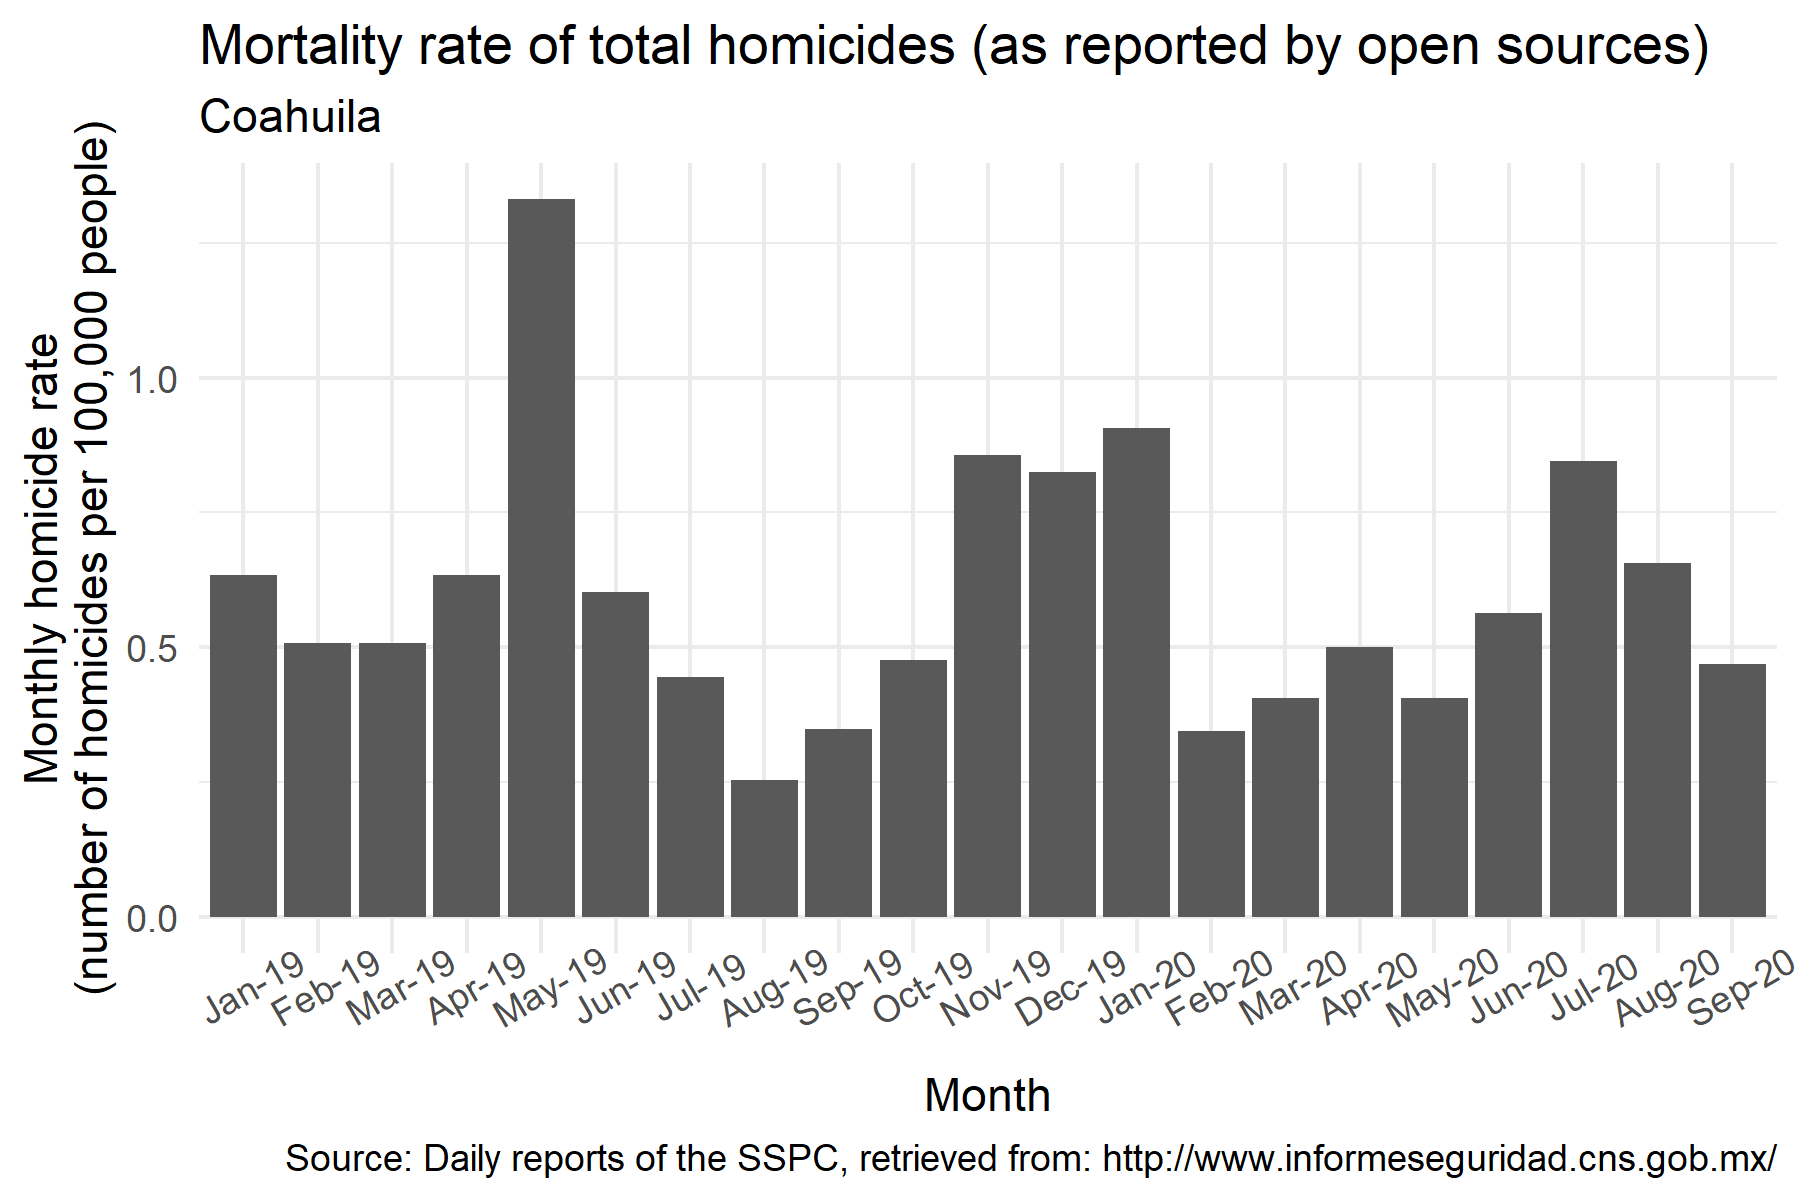 Mortality rate of total homicides (as reported by open sources)
Coahuila
Monthly homicide rate
(number of homicides per 100,000 people)
1.0
0.5
0.0
Jan-19
Feb-19
Mar-19
Apr-19
May-19
Jun-19
Jul-19
Aug-19
Sep-19
Oct-19
Nov-19
Dec-19
Jan-20
Feb-20
Mar-20
Apr-20
May-20
Jun-20
Jul-20
Aug-20
Sep-20
Month
Source: Daily reports of the SSPC, retrieved from: http://www.informeseguridad.cns.gob.mx/